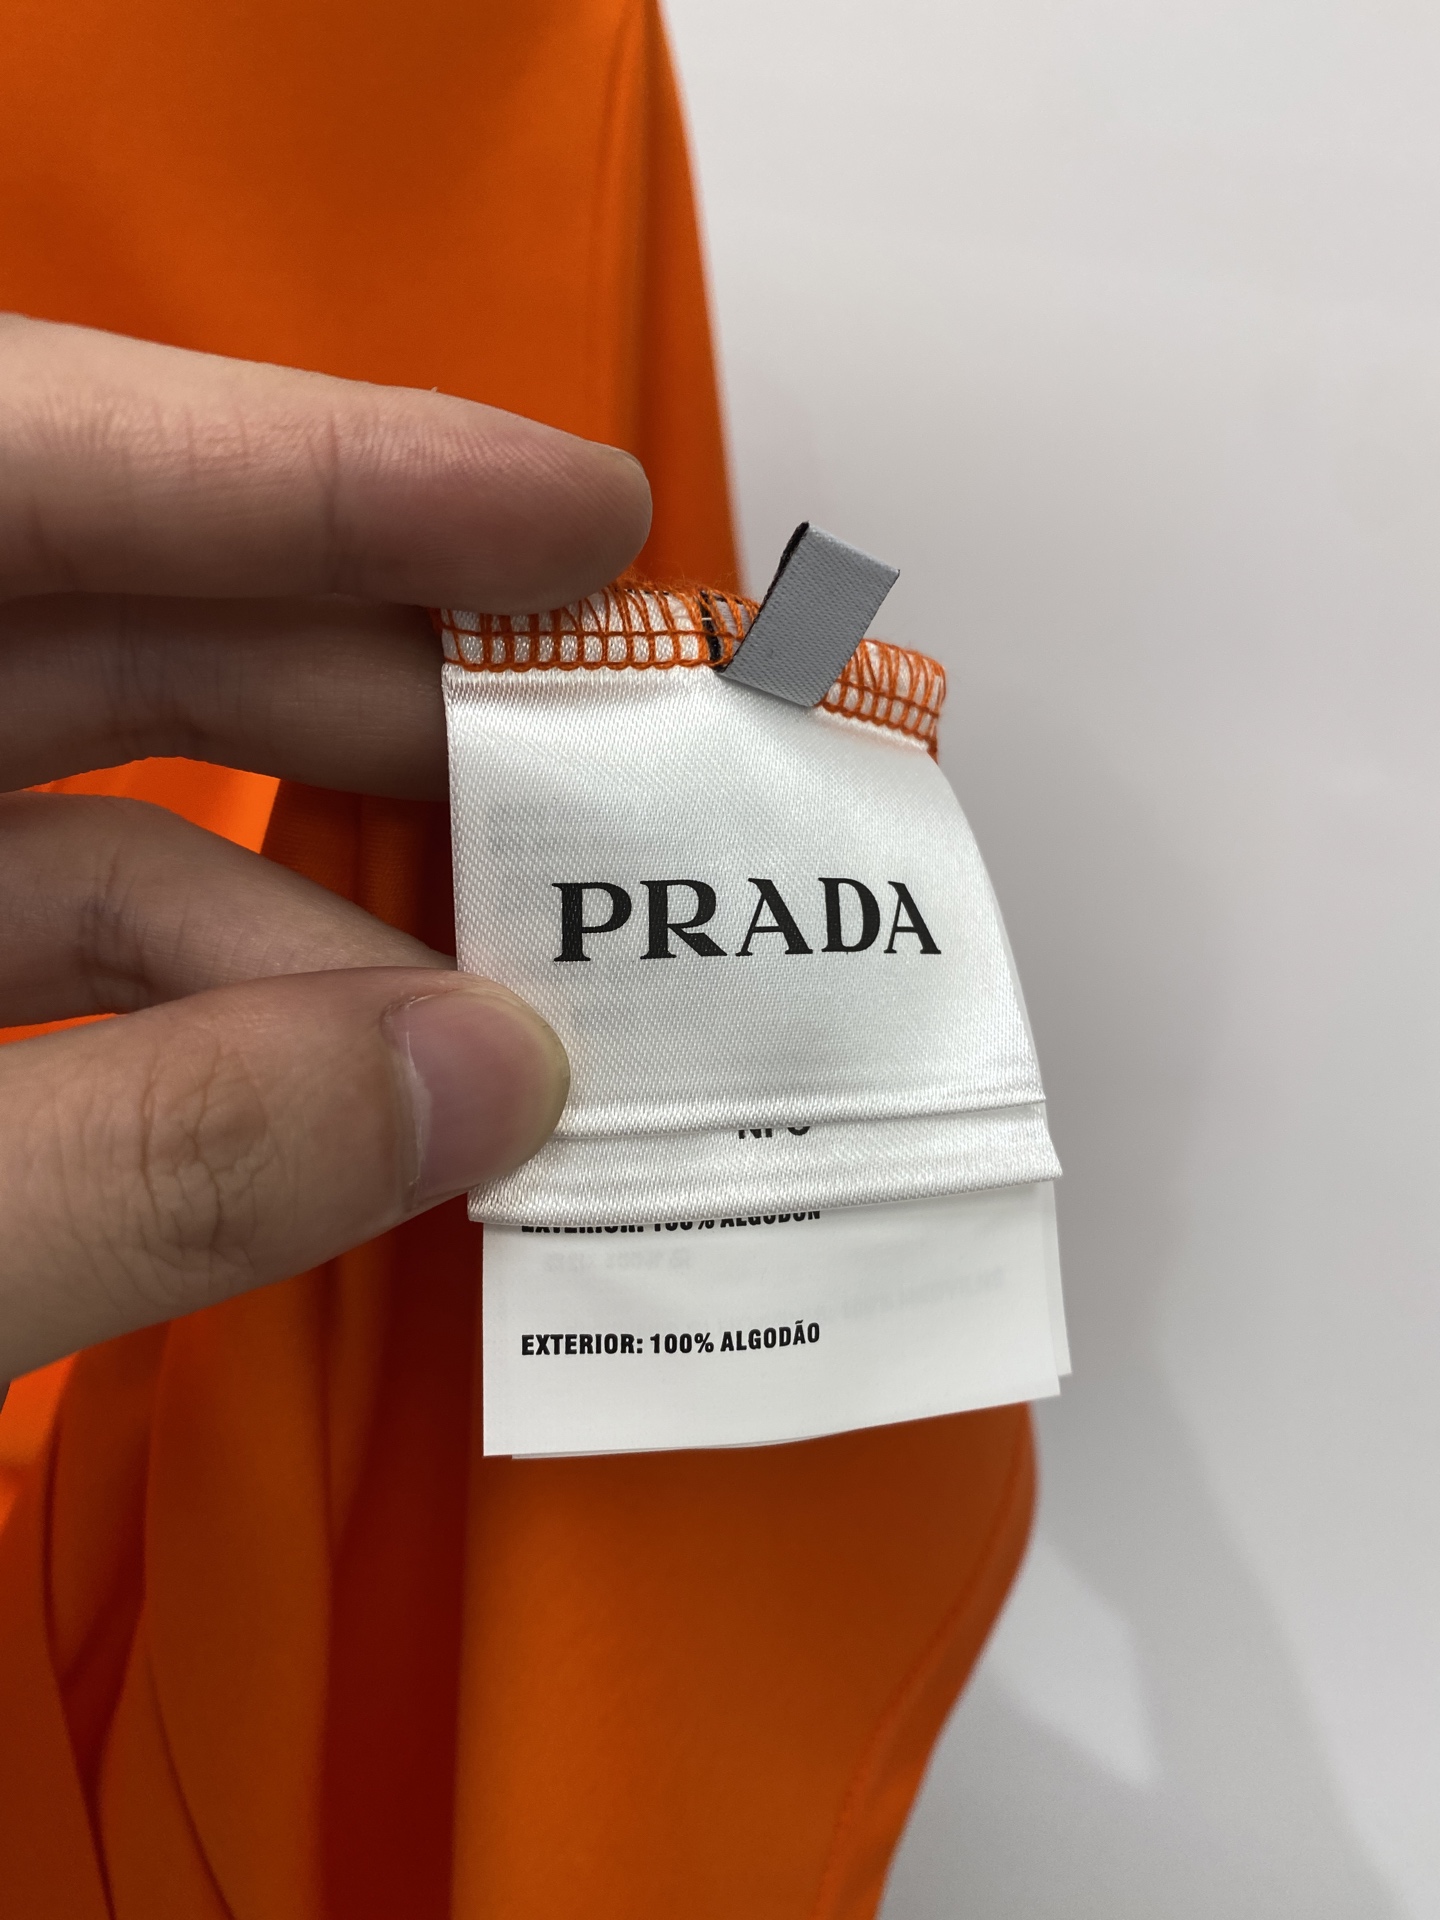 PRADA
EXTERIOR: 100% ALGODÓN
EXTERIOR: 100% ALGODÃO